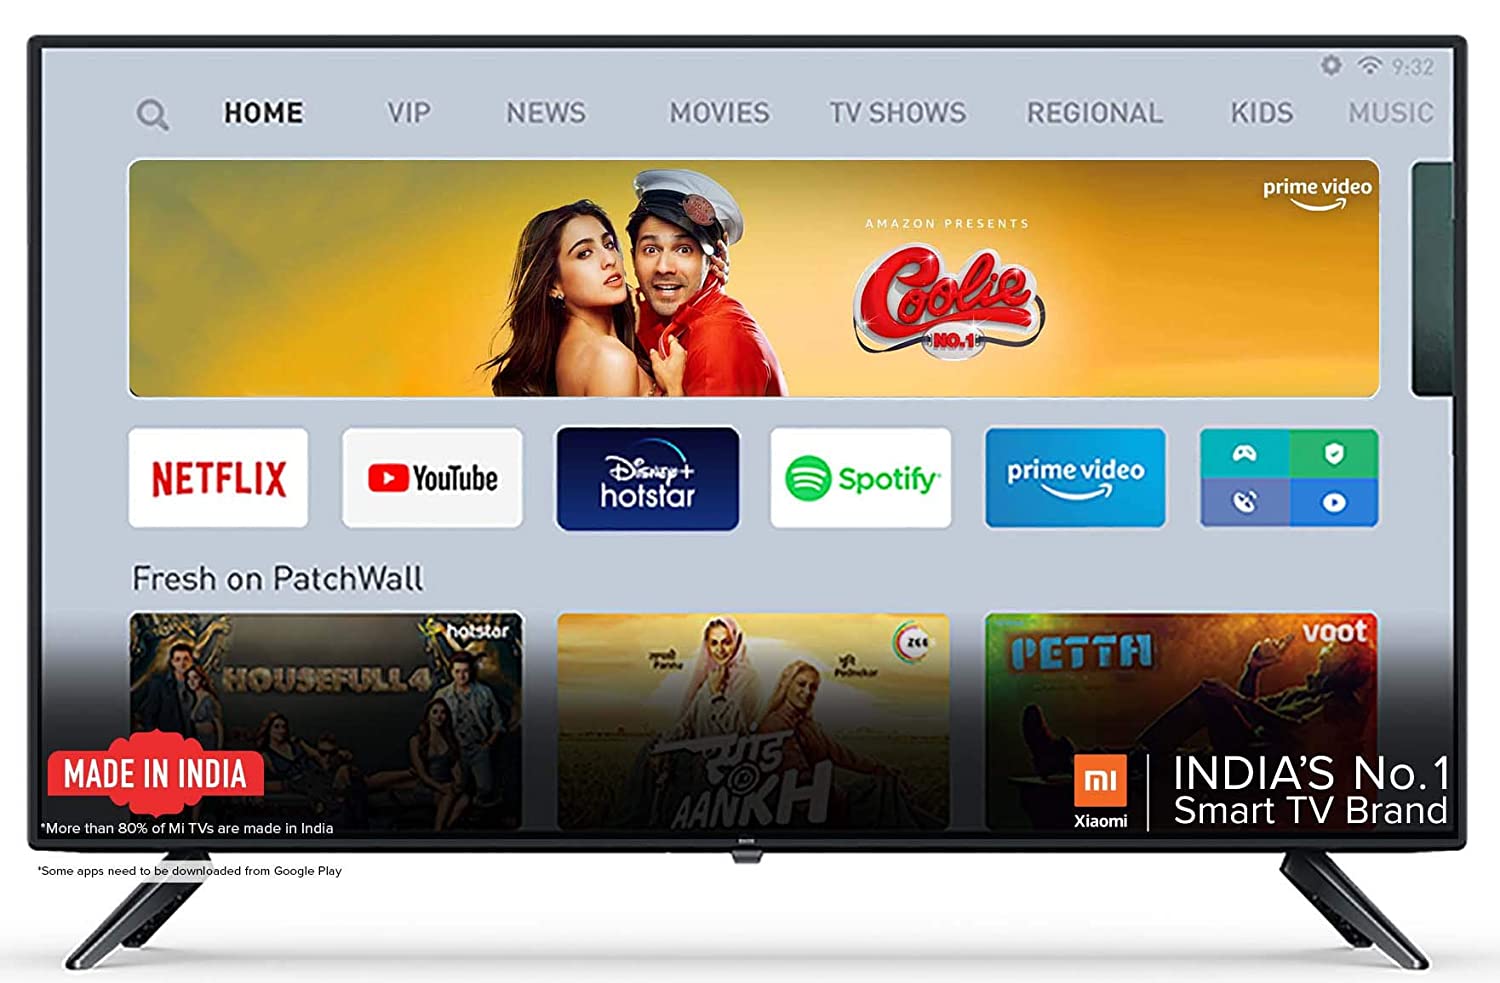 9:32
HOME VIP NEWS MOVIES TV SHOWS REGIONAL KIDS MUSIC
prime video
AMAZON PRESENTS
Coolie
NO.1
NETFLIX
YouTube
Disney+
hotstar
Spotify
prime video
Fresh on PatchWall
hotstar
HOUSEFULL 4
ZEE
सांड
AANKH
PETTA
voot
MADE IN INDIA
*More than 80% of Mi TVs are made in India
mi
Xiaomi
INDIA'S No.1
Smart TV Brand
*Some apps need to be downloaded from Google Play